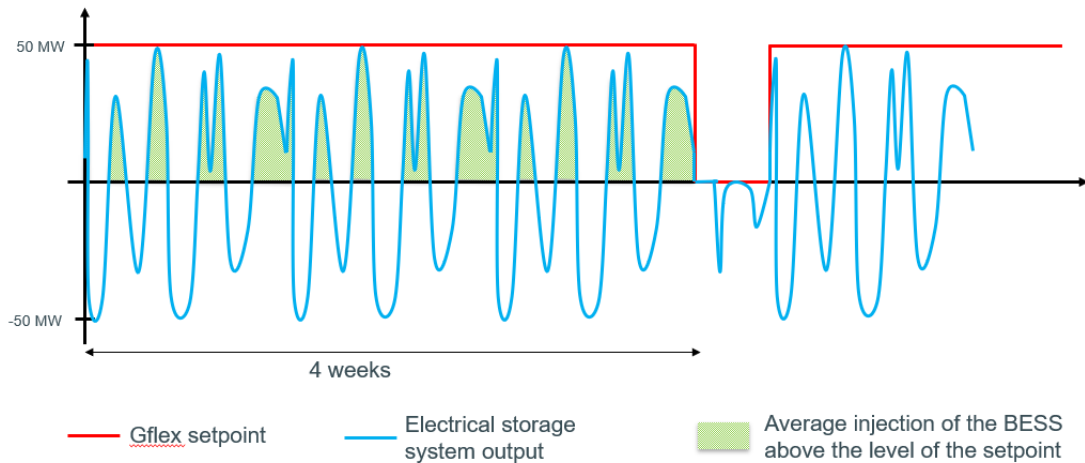 50 MW
-50 MW
4 weeks
Gflex setpoint
Electrical storage
system output
Average injection of the BESS
above the level of the setpoint